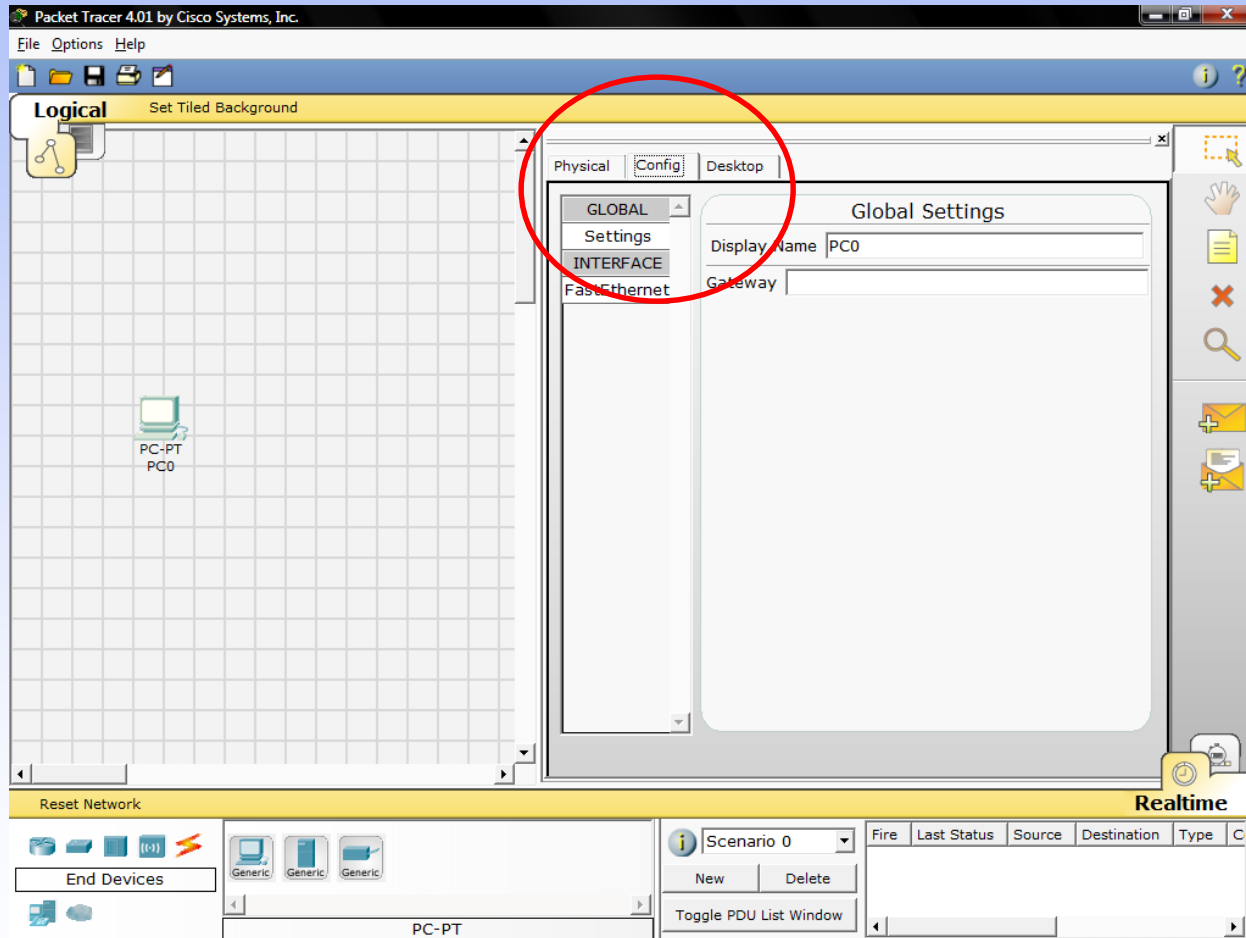 Packet Tracer 4.01 by Cisco Systems, Inc.
File Options Help
Logical Set Tiled Background
Physical Config Desktop
GLOBAL
Settings
INTERFACE
FastEthernet
Global Settings
Display Name PC0
Gateway
PC-PT
PC0
Reset Network
Realtime
End Devices
Generic Generic Generic
PC-PT
Scenario 0
New Delete
Toggle PDU List Window
Fire Last Status Source Destination Type